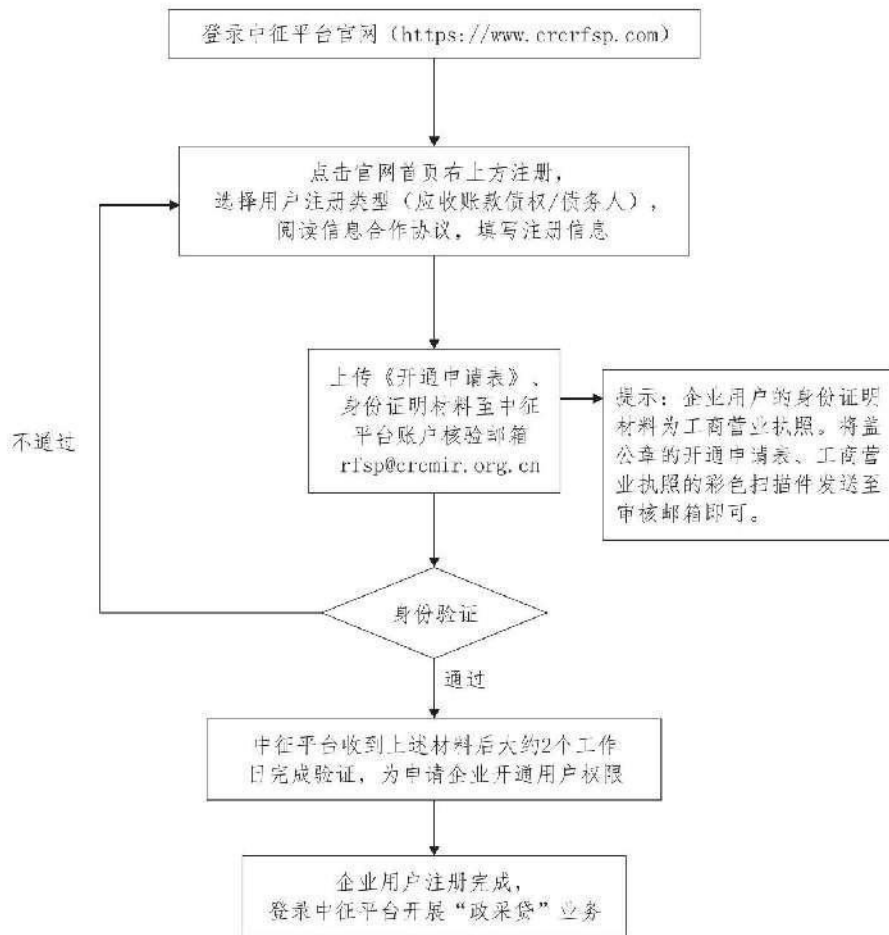 登录中征平台官网（https://www.crcrfsp.com）
点击官网首页右上方注册，
选择用户注册类型（应收账款债权/债务人），
阅读信息合作协议，填写注册信息
上传《开通申请表》、
身份证明材料至中征
平台账户核验邮箱
rfsp@crcmir.org.cn
提示：企业用户的身份证明
材料为工商营业执照。将盖
公章的开通申请表、工商营
业执照的彩色扫描件发送至
审核邮箱即可。
不通过
身份验证
通过
中征平台收到上述材料后大约2个工作
日完成验证，为申请企业开通用户权限
企业用户注册完成，
登录中征平台开展“政采贷”业务